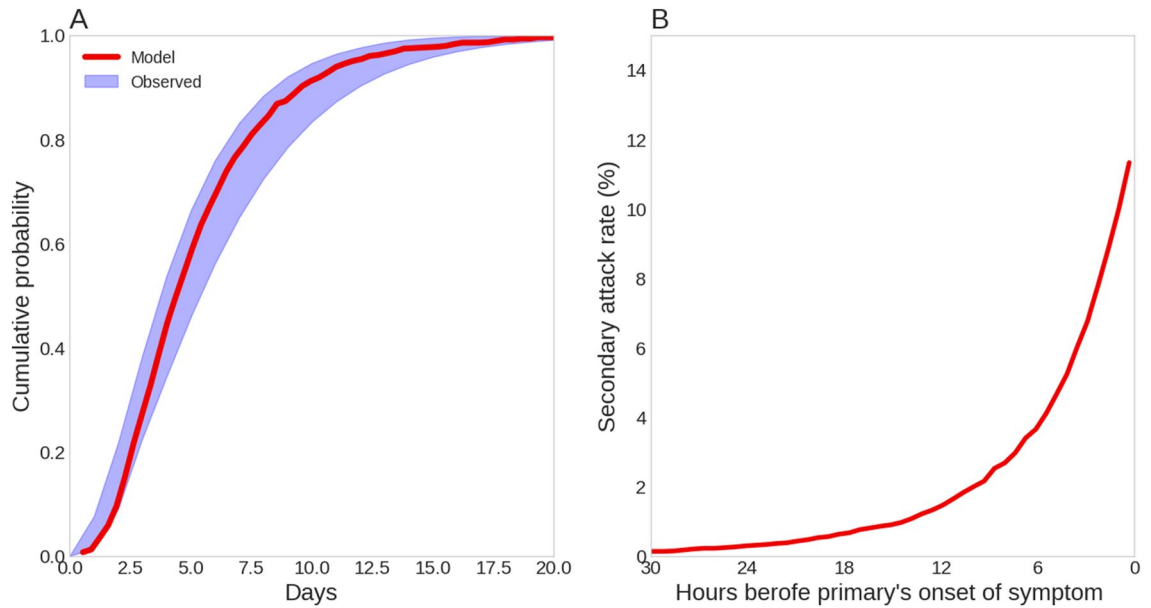 A
Model
Observed
1.0
0.8
0.6
0.4
0.2
0.0
Cumulative probability
0.0 2.5 5.0 7.5 10.0 12.5 15.0 17.5 20.0
Days
B
14
12
10
8
6
4
2
0
Secondary attack rate (%)
30 24 18 12 6 0
Hours berofe primary's onset of symptom